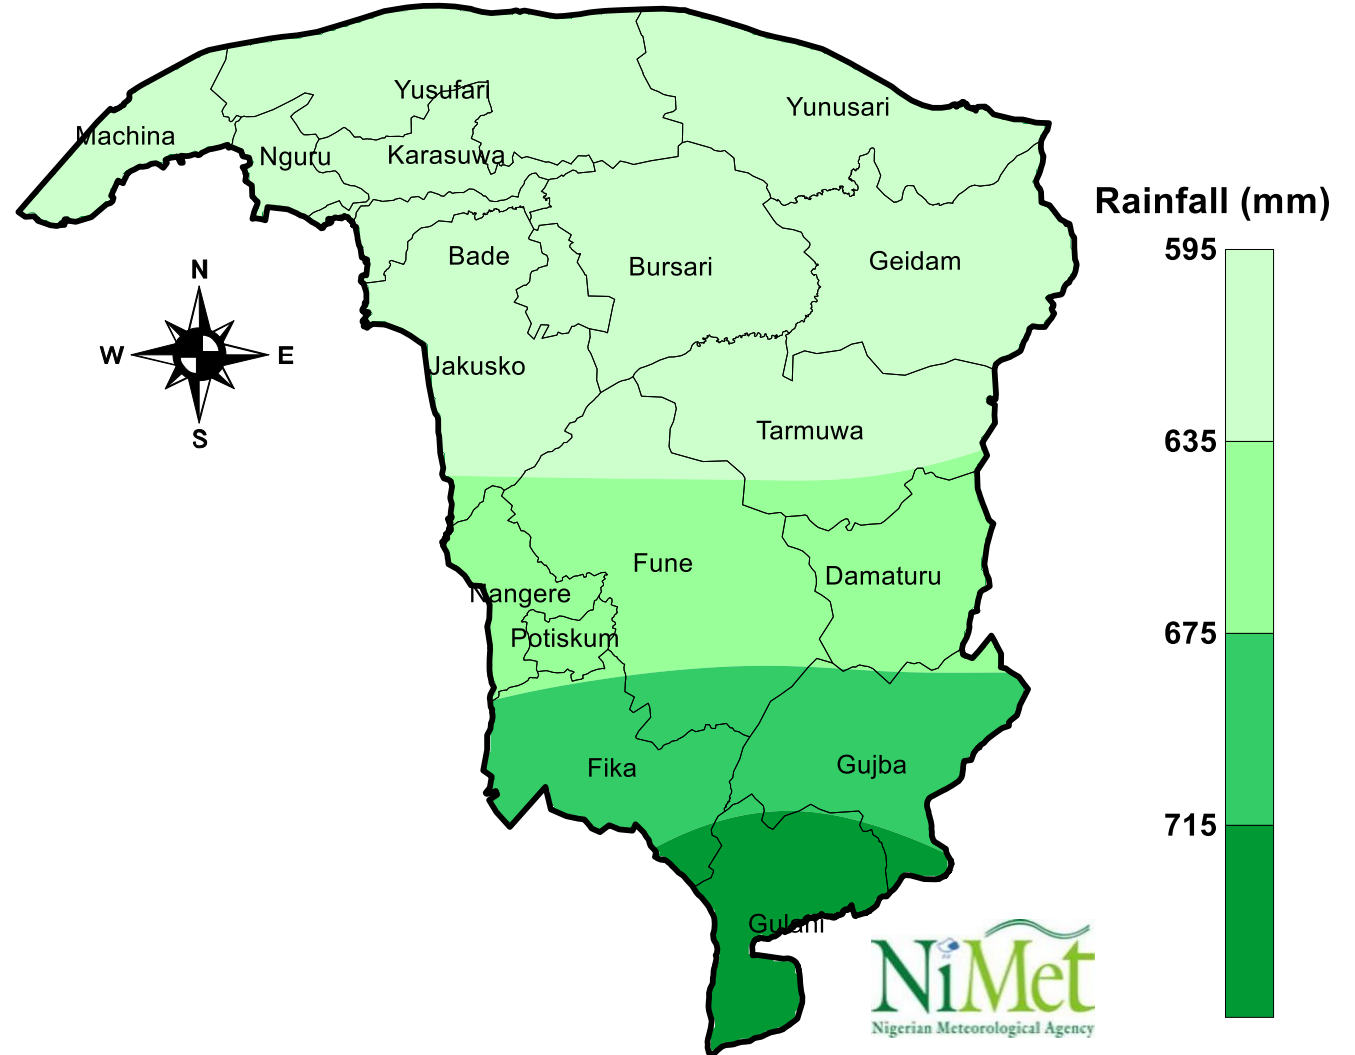 Yusufari
Yunusari
Machina
Nguru
Karasuwa
Rainfall (mm)
595
Bade
Bursari
Geidam
N
W
E
S
Jakusko
Tarmuwa
635
Fune
Damaturu
Nangere
Potiskum
675
Fika
Gujba
715
Gulani
NiMet
Nigerian Meteorological Agency